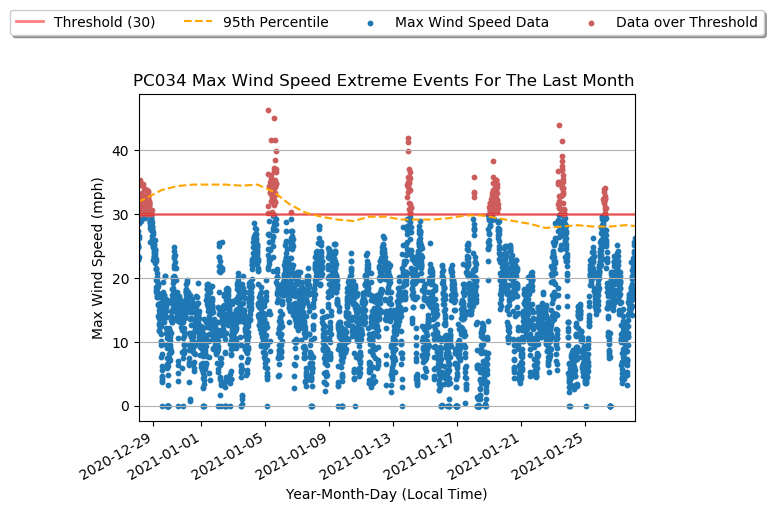 Threshold (30) 95th Percentile Max Wind Speed Data Data over Threshold
PC034 Max Wind Speed Extreme Events For The Last Month
Max Wind Speed (mph)
40
30
20
10
0
2020-12-29 2021-01-01 2021-01-05 2021-01-09 2021-01-13 2021-01-17 2021-01-21 2021-01-25
Year-Month-Day (Local Time)